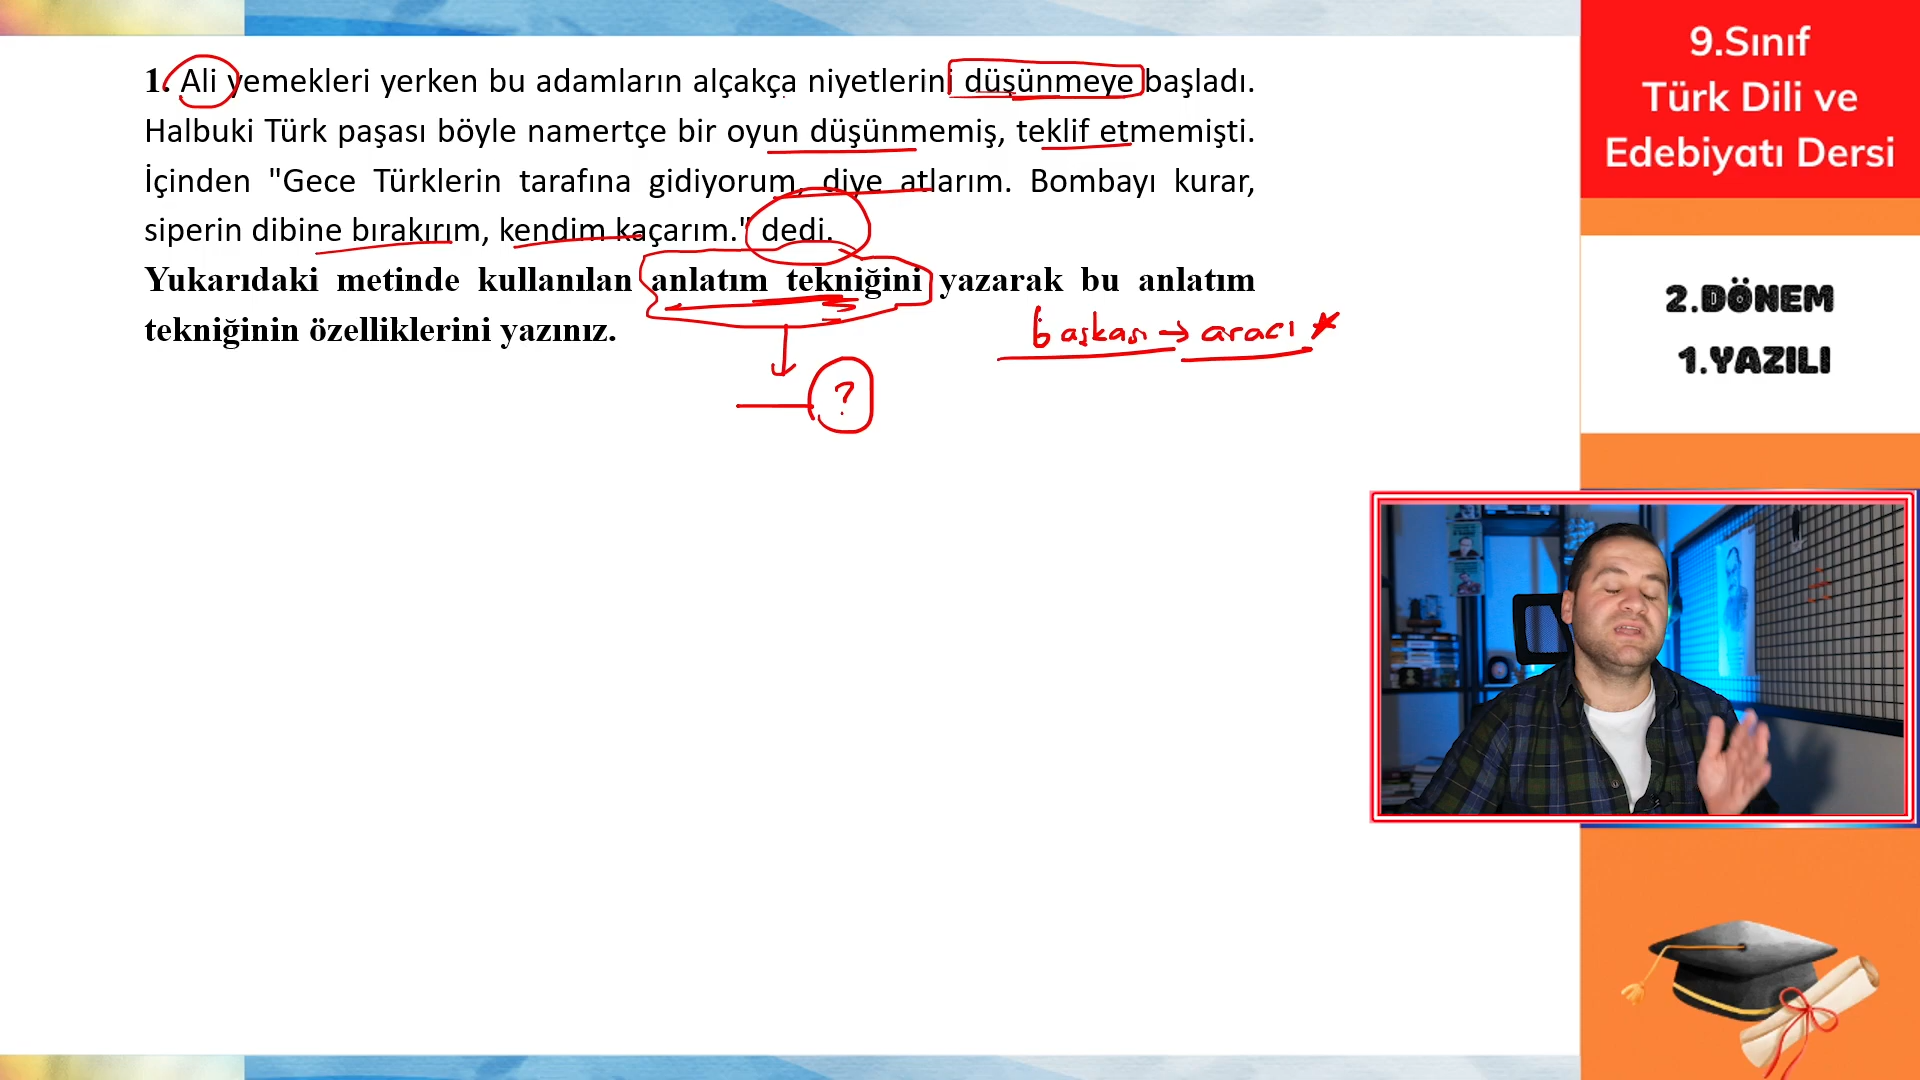 1. Ali yemekleri yerken bu adamların alçakça niyetlerini düşünmeye başladı.
Halbuki Türk paşası böyle namertçe bir oyun düşünmemiş, teklif etmemişti.
İçinden "Gece Türklerin tarafına gidiyorum, diye atlarım. Bombayı kurar,
siperin dibine bırakırım, kendim kaçarım." dedi.
Yukarıdaki metinde kullanılan anlatım tekniğini yazarak bu anlatım
tekniğinin özelliklerini yazınız.
başkası → aracı
?
9.Sınıf
Türk Dili ve
Edebiyatı Dersi
2.DÖNEM
1.YAZILI